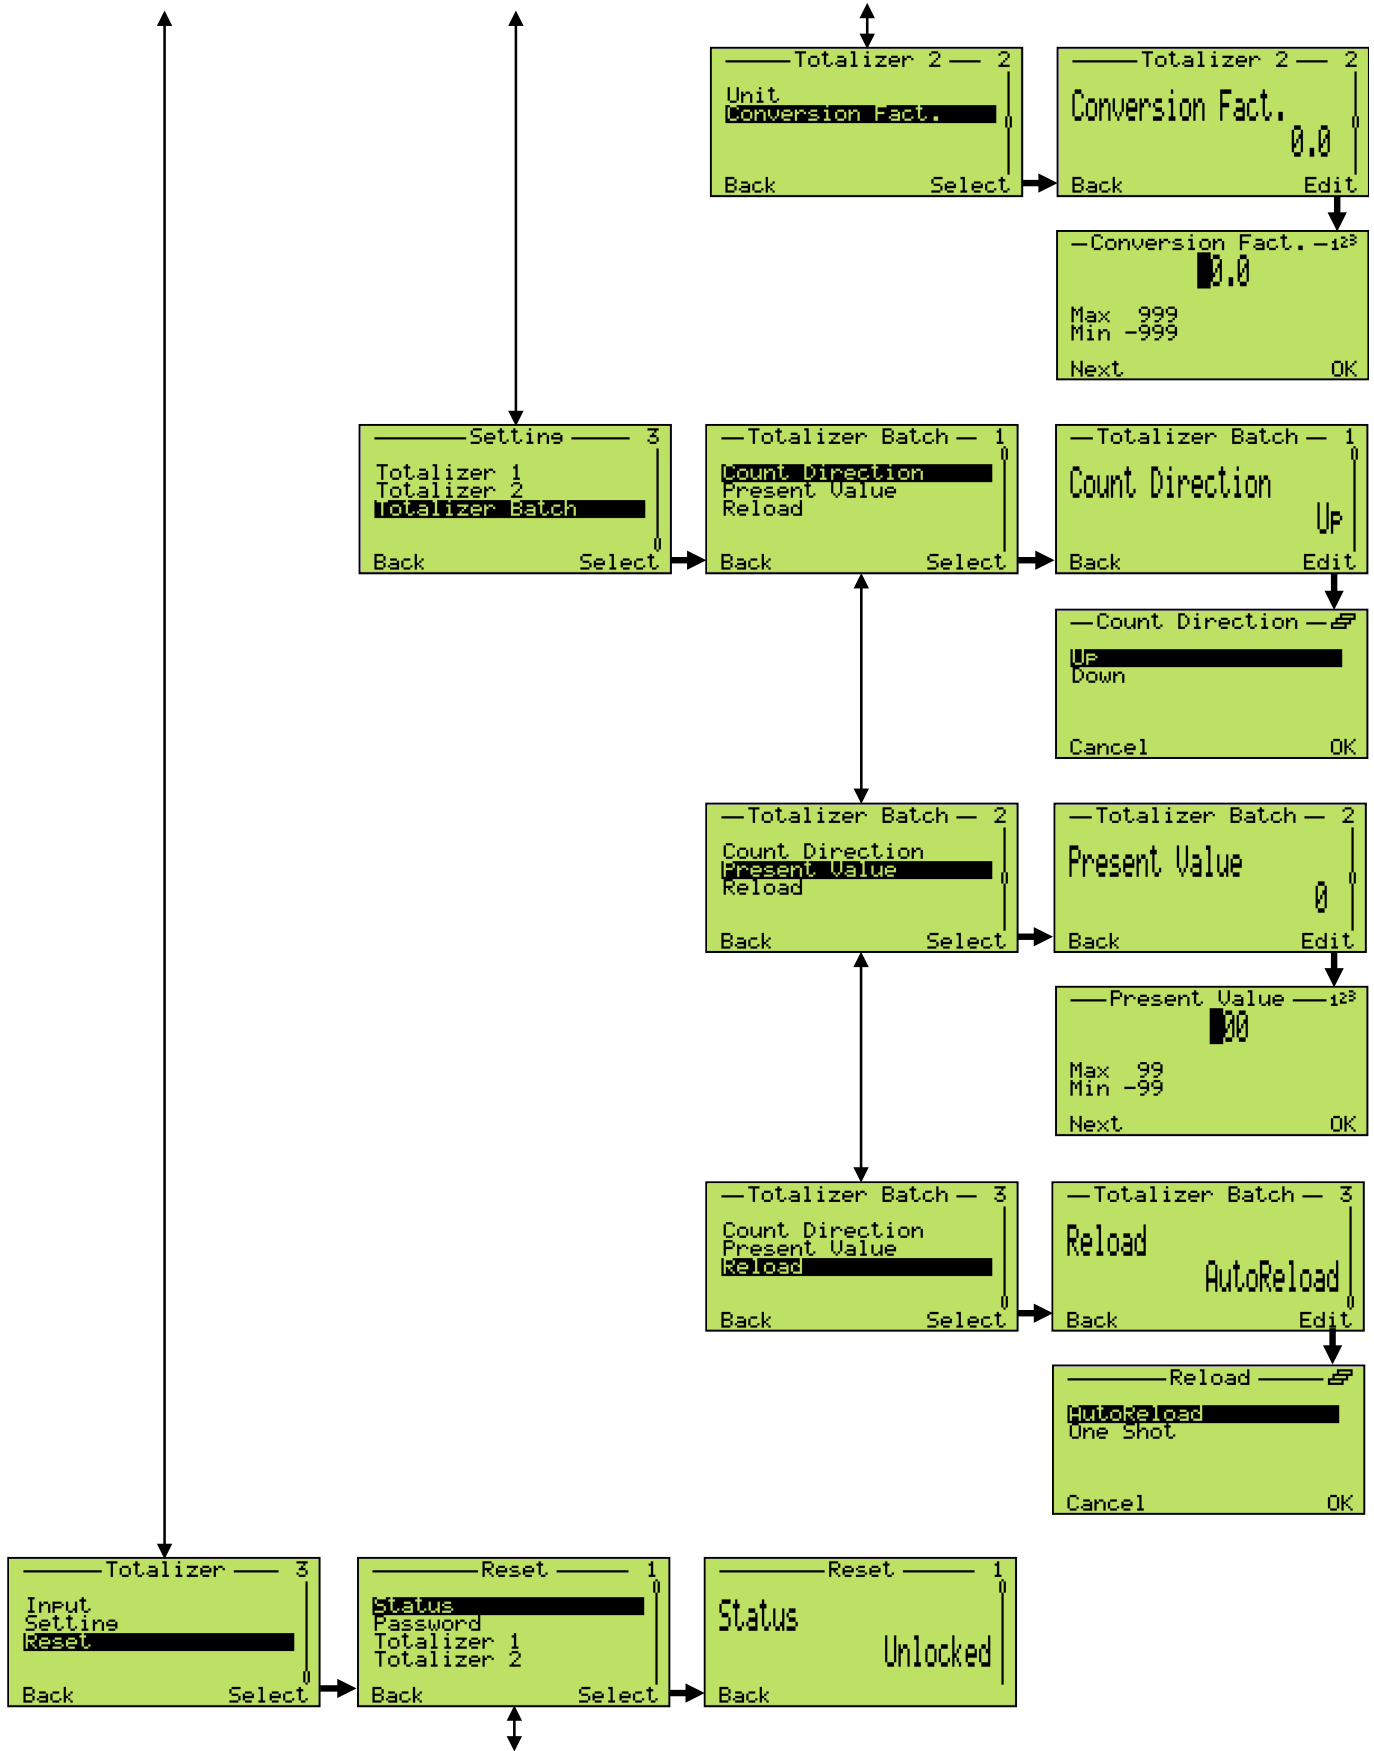 Totalizer 2 2
Unit
Conversion Fact.
Back Select
Totalizer 2 2
Conversion Fact.
0.0
Back Edit
Conversion Fact. 123
0.0
Max 999
Min -999
Next OK
Setting 3
Totalizer 1
Totalizer 2
Totalizer Batch
Back Select
Totalizer Batch 1
Count Direction
Present Value
Reload
Back Select
Totalizer Batch 1
Count Direction
Up
Back Edit
Count Direction
Up
Down
Cancel OK
Totalizer Batch 2
Count Direction
Present Value
Reload
Back Select
Totalizer Batch 2
Present Value
0
Back Edit
Present Value 123
00
Max 99
Min -99
Next OK
Totalizer Batch 3
Count Direction
Present Value
Reload
Back Select
Totalizer Batch 3
Reload
AutoReload
Back Edit
Reload
AutoReload
One Shot
Cancel OK
Totalizer 3
Input
Setting
Reset
Back Select
Reset 1
Status
Password
Totalizer 1
Totalizer 2
Back Select
Reset 1
Status
Unlocked
Back